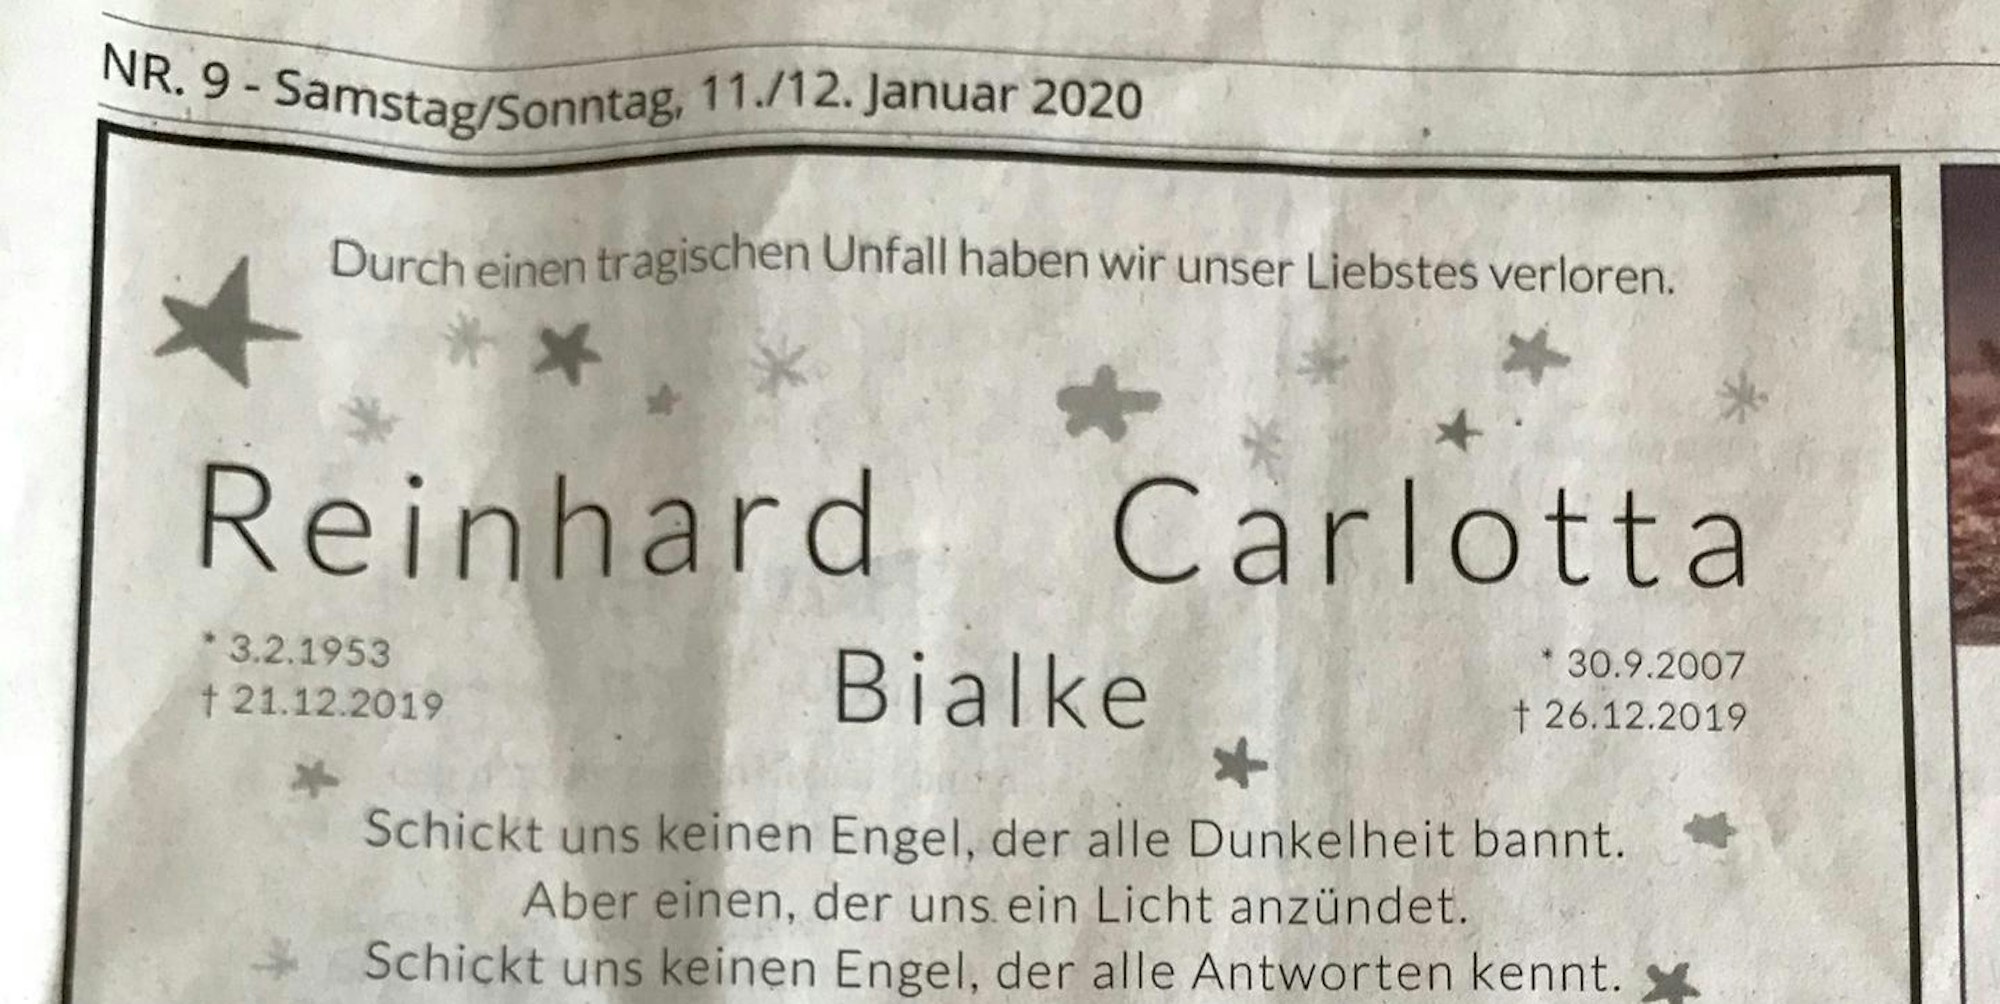 NR. 9 - Samstag/Sonntag, 11./12. Januar 2020
Durch einen tragischen Unfall haben wir unser Liebstes verloren.
Reinhard Carlotta
* 3.2.1953
† 21.12.2019
Bialke
* 30.9.2007
† 26.12.2019
Schickt uns keinen Engel, der alle Dunkelheit bannt.
Aber einen, der uns ein Licht anzündet.
Schickt uns keinen Engel, der alle Antworten kennt.